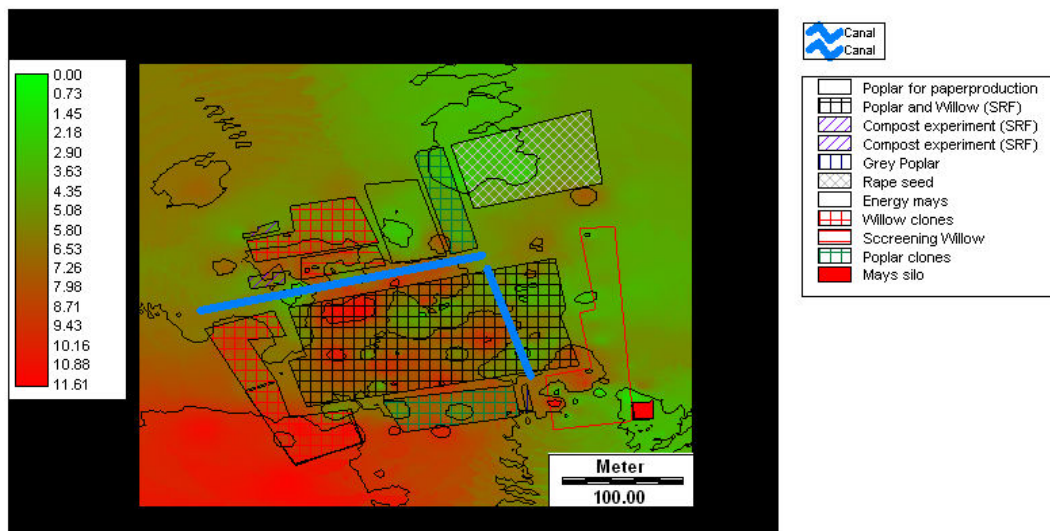 0.00
0.73
1.45
2.18
2.90
3.63
4.35
5.08
5.80
6.53
7.26
7.98
8.71
9.43
10.16
10.88
11.61
Meter
100.00
Canal
Canal
Poplar for paperproduction
Poplar and Willow (SRF)
Compost experiment (SRF)
Compost experiment (SRF)
Grey Poplar
Rape seed
Energy mays
Willow clones
Sccreening Willow
Poplar clones
Mays silo